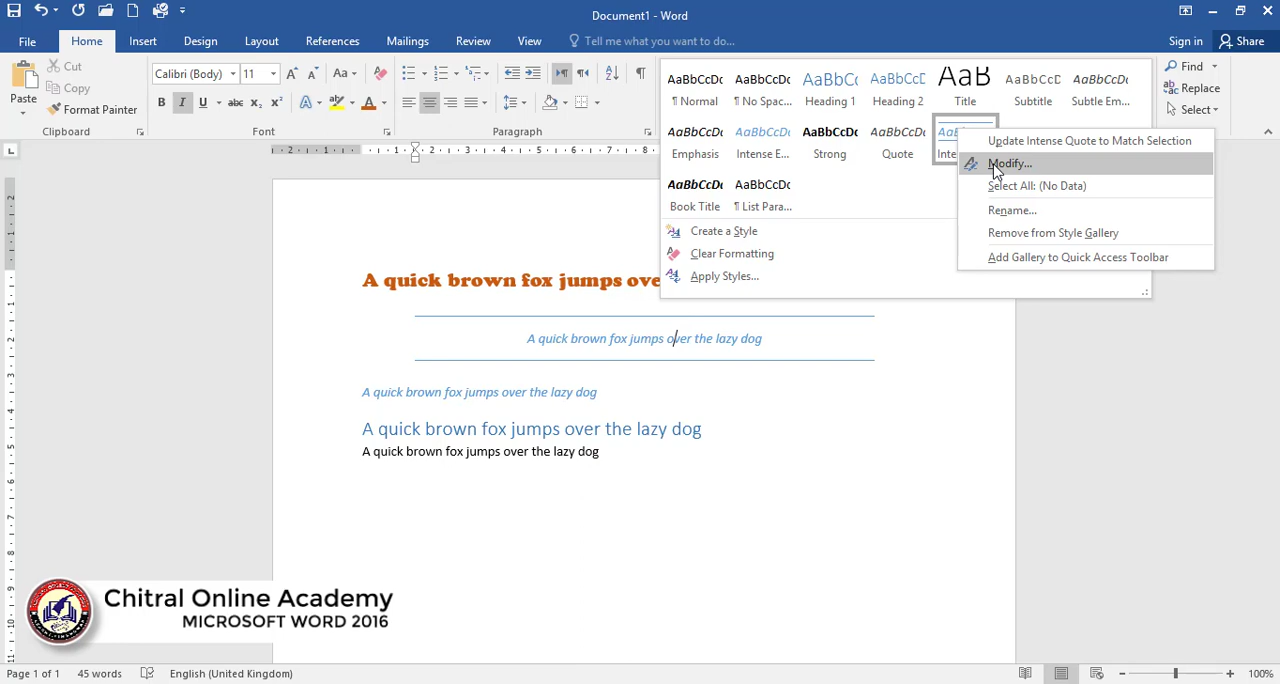 Document1 - Word
File Home Insert Design Layout References Mailings Review View Tell me what you want to do... Sign in Share
Paste
Cut
Copy
Format Painter
Clipboard
Calibri (Body) 11
Font
Paragraph
AaBbCcDc AaBbCcDc AaBbCc AaBbCcD AaB AaBbCcD AaBbCcDc
¶ Normal ¶ No Spac... Heading 1 Heading 2 Title Subtitle Subtle Em...
AaBbCcDc AaBbCcDc AaBbCcDc AaBbCcDc
Emphasis Intense E... Strong Quote
AaBbCcDc AaBbCcDc
Book Title ¶ List Para...
Create a Style
Clear Formatting
Apply Styles...
Update Intense Quote to Match Selection
Modify...
Select All: (No Data)
Rename...
Remove from Style Gallery
Add Gallery to Quick Access Toolbar
Find
Replace
Select
A quick brown fox jumps
A quick brown fox jumps over the lazy dog
A quick brown fox jumps over the lazy dog
A quick brown fox jumps over the lazy dog
A quick brown fox jumps over the lazy dog
Chitral Online Academy
MICROSOFT WORD 2016
Page 1 of 1 45 words English (United Kingdom) 100%